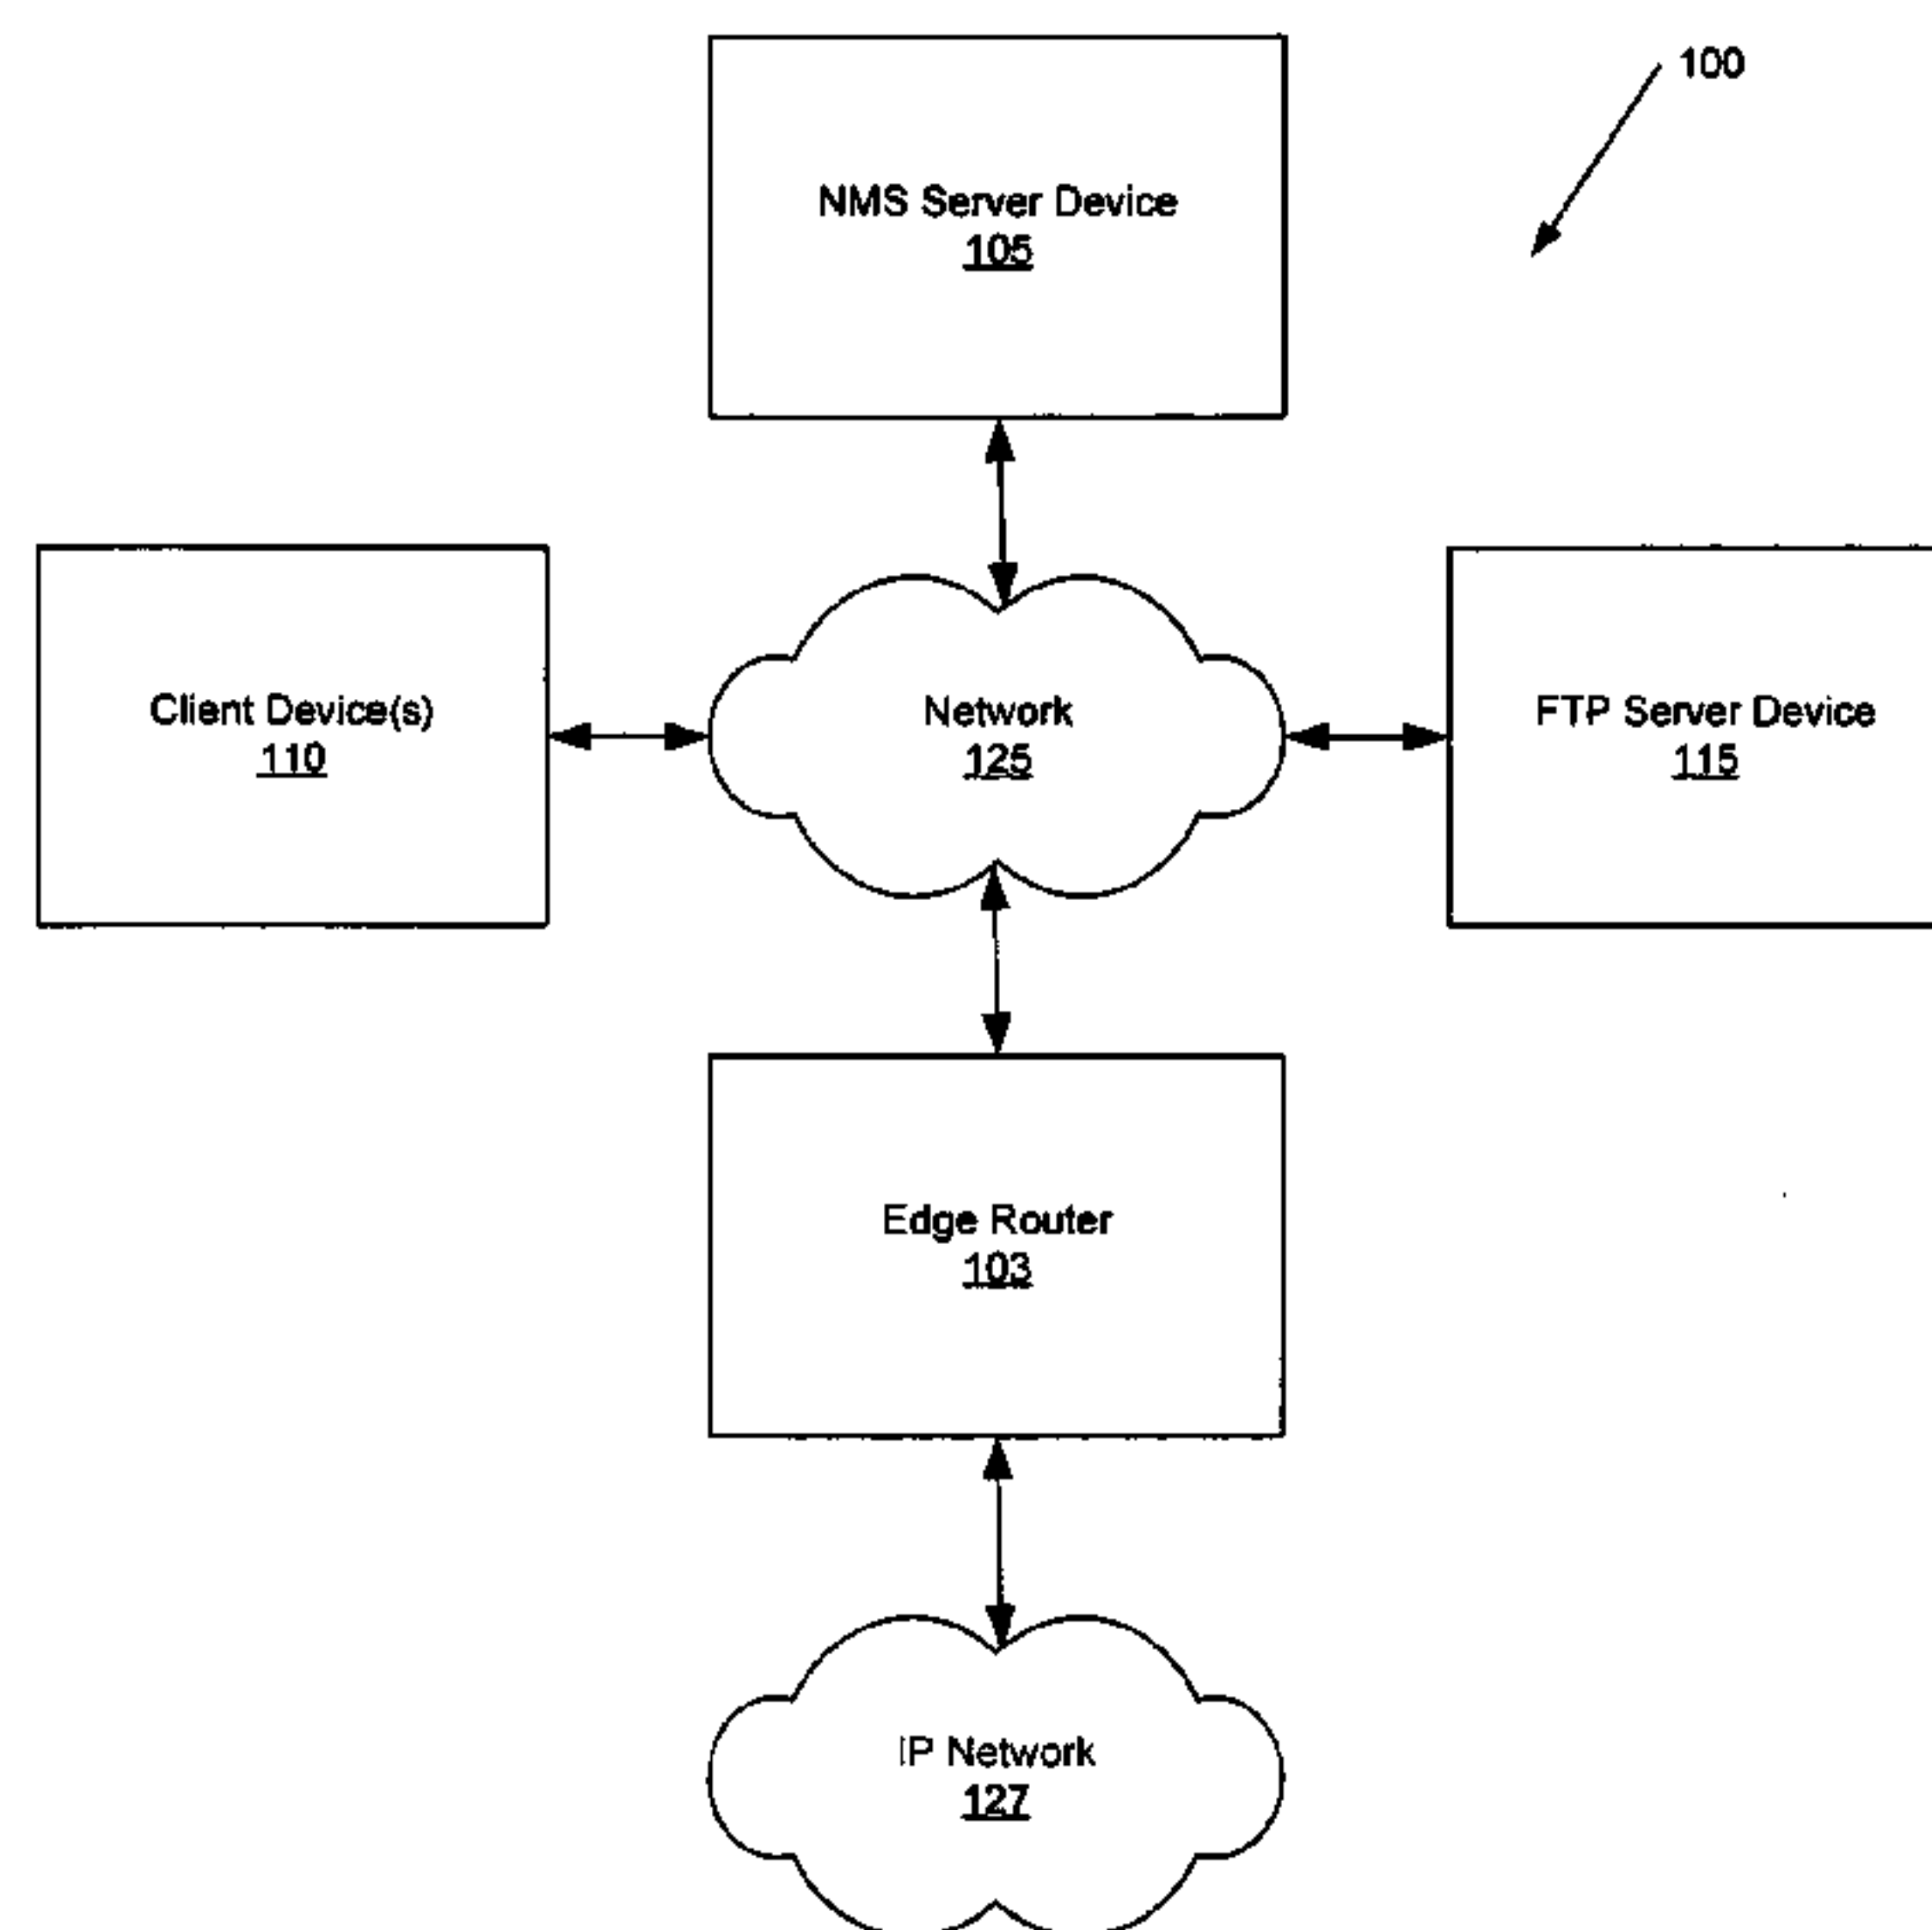 100
NMS Server Device
105
Client Device(s)
110
Network
125
FTP Server Device
115
Edge Router
103
IP Network
127